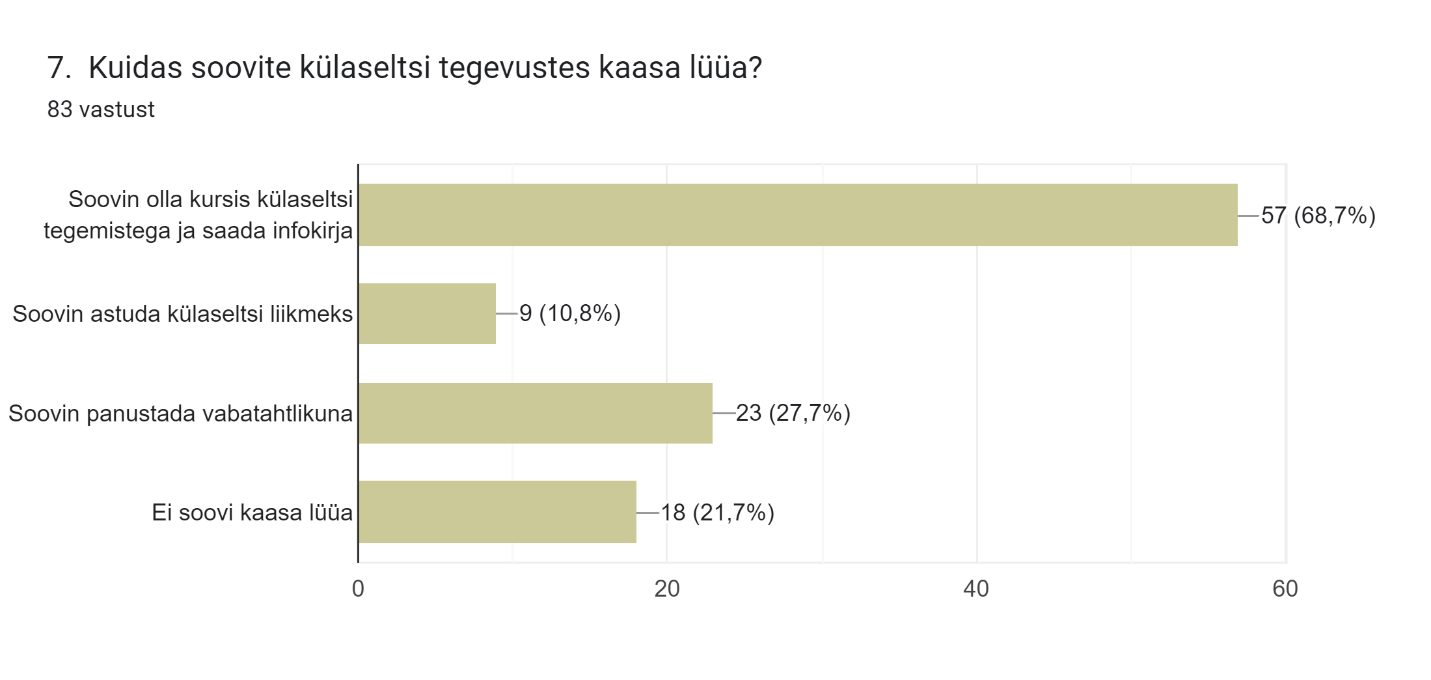 7. Kuidas soovite külaseltsi tegevustes kaasa lüüa?
83 vastust
Soovin olla kursis külaseltsi
tegemistega ja saada infokirja
57 (68,7%)
Soovin astuda külaseltsi liikmeks
9 (10,8%)
Soovin panustada vabatahtlikuna
23 (27,7%)
Ei soovi kaasa lüüa
18 (21,7%)
0 20 40 60